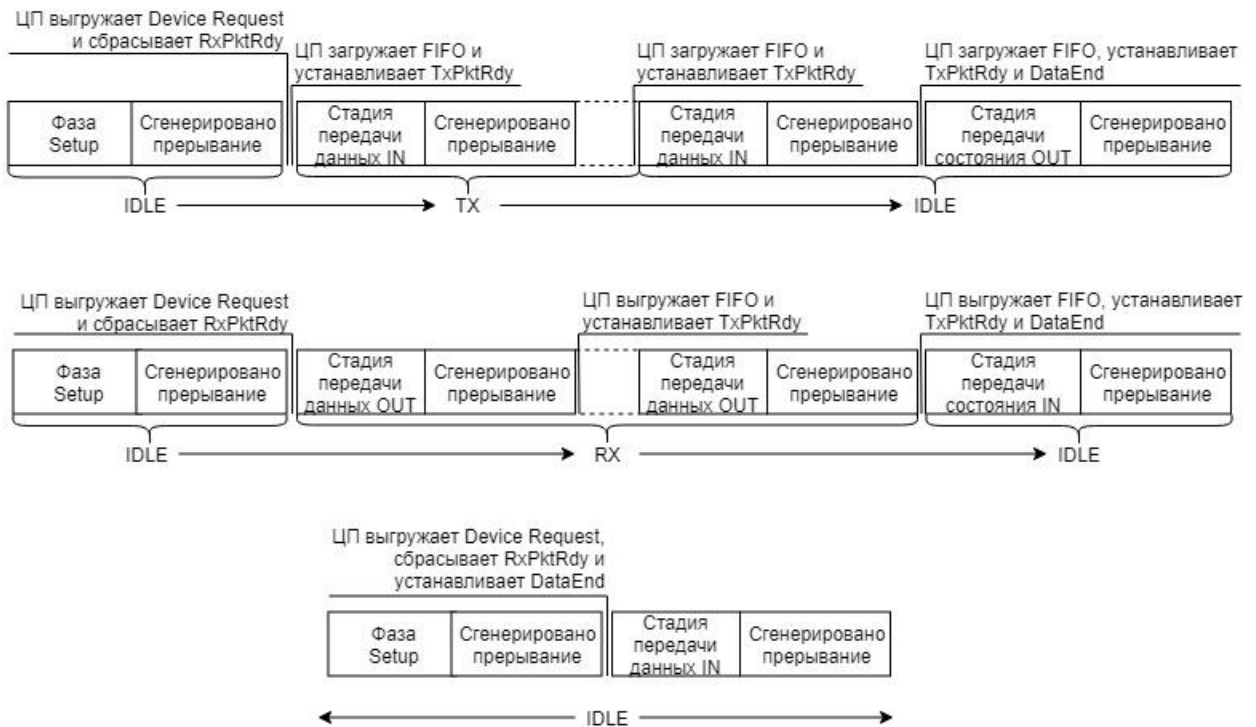 ЦП выгружает Device Request
и сбрасывает RxPktRdy
ЦП загружает FIFO и
устанавливает TxPktRdy
ЦП загружает FIFO и
устанавливает TxPktRdy
ЦП загружает FIFO, устанавливает
TxPktRdy и DataEnd
Фаза
Setup
Сгенерировано
прерывание
Стадия
передачи
данных IN
Сгенерировано
прерывание
Стадия
передачи
данных IN
Сгенерировано
прерывание
Стадия
передачи
состояния OUT
Сгенерировано
прерывание
IDLE
TX
IDLE
ЦП выгружает Device Request
и сбрасывает RxPktRdy
ЦП выгружает FIFO и
устанавливает TxPktRdy
ЦП выгружает FIFO, устанавливает
TxPktRdy и DataEnd
Фаза
Setup
Сгенерировано
прерывание
Стадия
передачи
данных OUT
Сгенерировано
прерывание
Стадия
передачи
данных OUT
Сгенерировано
прерывание
Стадия
передачи
состояния IN
Сгенерировано
прерывание
IDLE
RX
IDLE
ЦП выгружает Device Request,
сбрасывает RxPktRdy и
устанавливает DataEnd
Фаза
Setup
Сгенерировано
прерывание
Стадия
передачи
данных IN
Сгенерировано
прерывание
IDLE